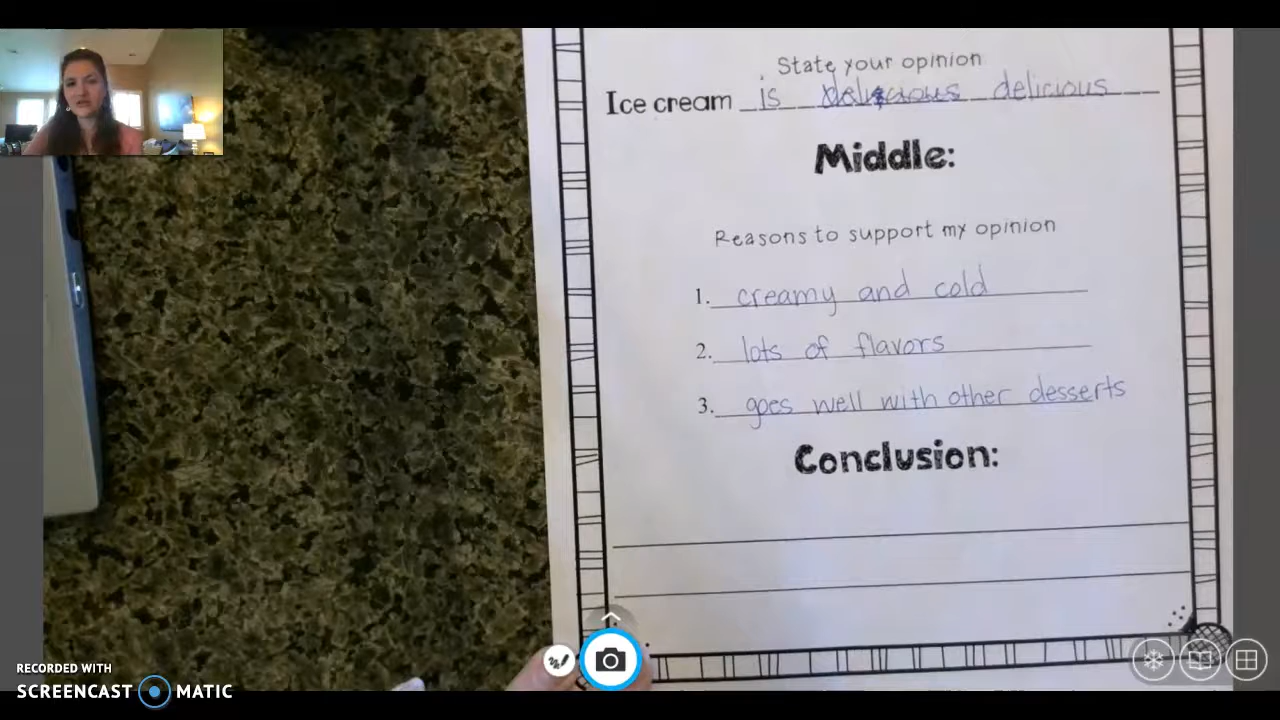 State your opinion
Ice cream is delicious delicious
Middle:
Reasons to support my opinion
1. creamy and cold
2. lots of flavors
3. goes well with other desserts
Conclusion:
RECORDED WITH
SCREENCAST MATIC